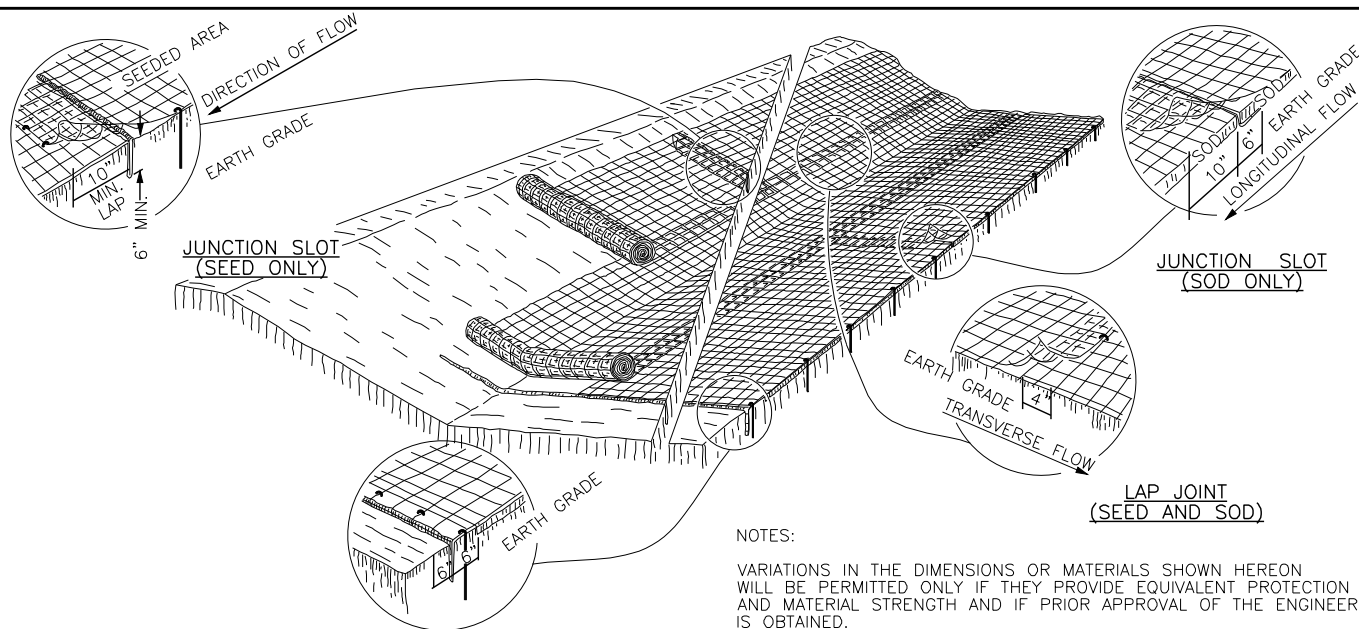 SEEDED AREA
DIRECTION OF FLOW
EARTH GRADE
10"
MIN.
LAP
6" MIN.
JUNCTION SLOT
(SEED ONLY)
SOD
SOD
EARTH GRADE
10"
6"
LONGITUDINAL FLOW
JUNCTION SLOT
(SOD ONLY)
EARTH GRADE
4"
TRANSVERSE FLOW
LAP JOINT
(SEED AND SOD)
6"
6"
EARTH GRADE
NOTES:
VARIATIONS IN THE DIMENSIONS OR MATERIALS SHOWN HEREON
WILL BE PERMITTED ONLY IF THEY PROVIDE EQUIVALENT PROTECTION
AND MATERIAL STRENGTH AND IF PRIOR APPROVAL OF THE ENGINEER
IS OBTAINED.